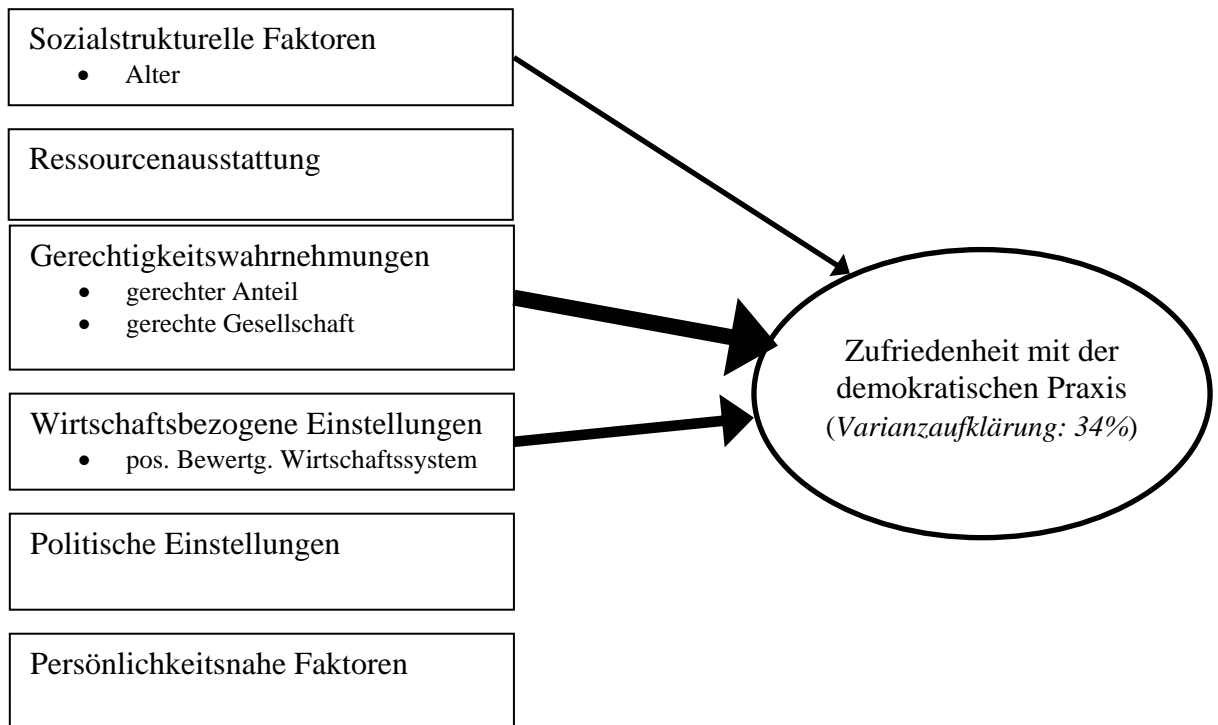 Sozialstrukturelle Faktoren
• Alter
Ressourcenausstattung
Gerechtigkeitswahrnehmungen
• gerechter Anteil
• gerechte Gesellschaft
Wirtschaftsbezogene Einstellungen
• pos. Bewertg. Wirtschaftssystem
Politische Einstellungen
Persönlichkeitsnahe Faktoren
Zufriedenheit mit der
demokratischen Praxis
(Varianzaufklärung: 34%)